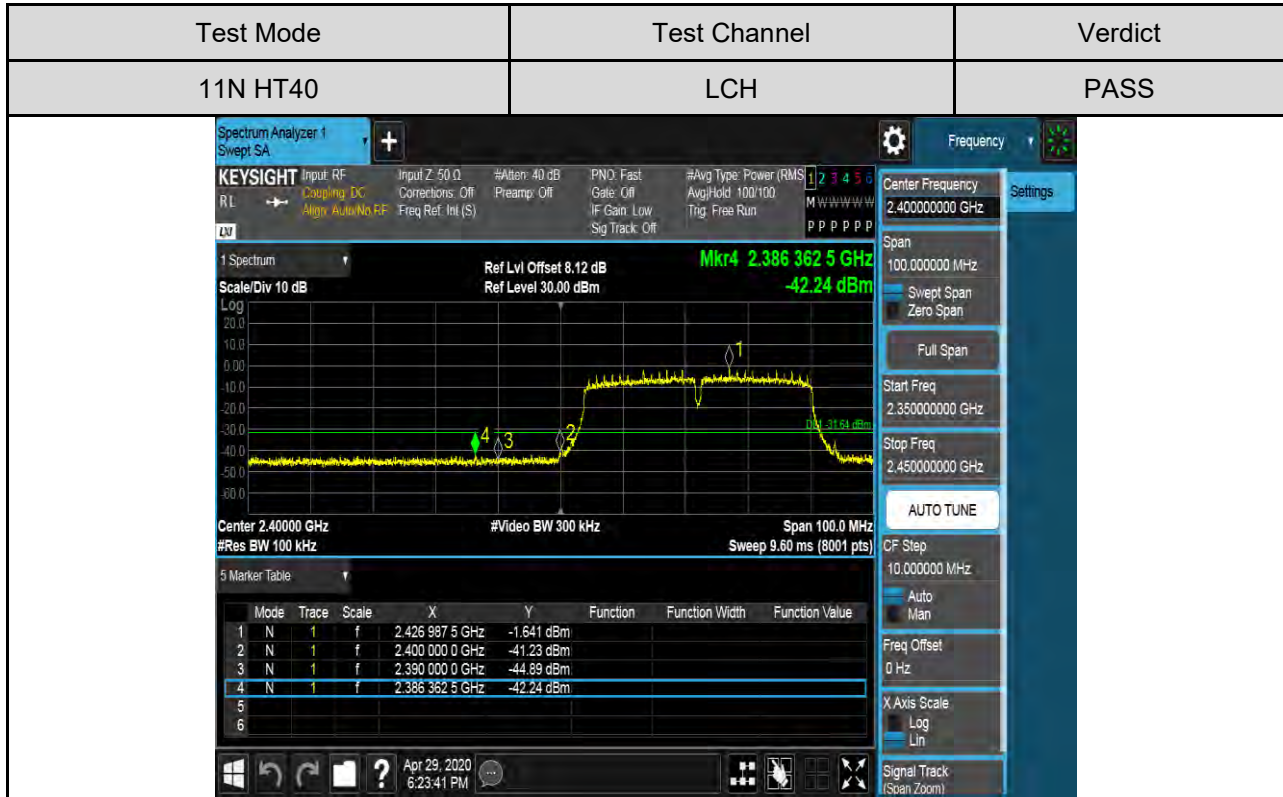 Test Mode Test Channel Verdict
11N HT40 LCH PASS
Spectrum Analyzer 1
Swept SA
+
Frequency
KEYSIGHT
RL
LXI
Input: RF
Coupling: DC
Align: Auto/No RF
Input Z: 50 Ω
Corrections: Off
Freq Ref: Int (S)
#Atten: 40 dB
Preamp: Off
PNO: Fast
Gate: Off
IF Gain: Low
Sig Track: Off
#Avg Type: Power (RMS
Avg|Hold: 100/100
Trig: Free Run
1 2 3 4 5 6
M W W W W W
P P P P P P
Center Frequency
2.400000000 GHz
Settings
Span
100.000000 MHz
Swept Span
Zero Span
Full Span
Start Freq
2.350000000 GHz
Stop Freq
2.450000000 GHz
AUTO TUNE
CF Step
10.000000 MHz
Auto
Man
Freq Offset
0 Hz
X Axis Scale
Log
Lin
Signal Track
(Span Zoom)
1 Spectrum
Scale/Div 10 dB
Ref Lvl Offset 8.12 dB
Ref Level 30.00 dBm
Mkr4 2.386 362 5 GHz
-42.24 dBm
Log
20.0
10.0
0.00
-10.0
-20.0
-30.0
-40.0
-50.0
-60.0
1
4
3
2
DL1 -31.64 dBm
Center 2.40000 GHz #Video BW 300 kHz Span 100.0 MHz
#Res BW 100 kHz Sweep 9.60 ms (8001 pts)
5 Marker Table
Mode Trace Scale X Y Function Function Width Function Value
1 N 1 f 2.426 987 5 GHz -1.641 dBm
2 N 1 f 2.400 000 0 GHz -41.23 dBm
3 N 1 f 2.390 000 0 GHz -44.89 dBm
4 N 1 f 2.386 362 5 GHz -42.24 dBm
5
6
?
Apr 29, 2020
6:23:41 PM